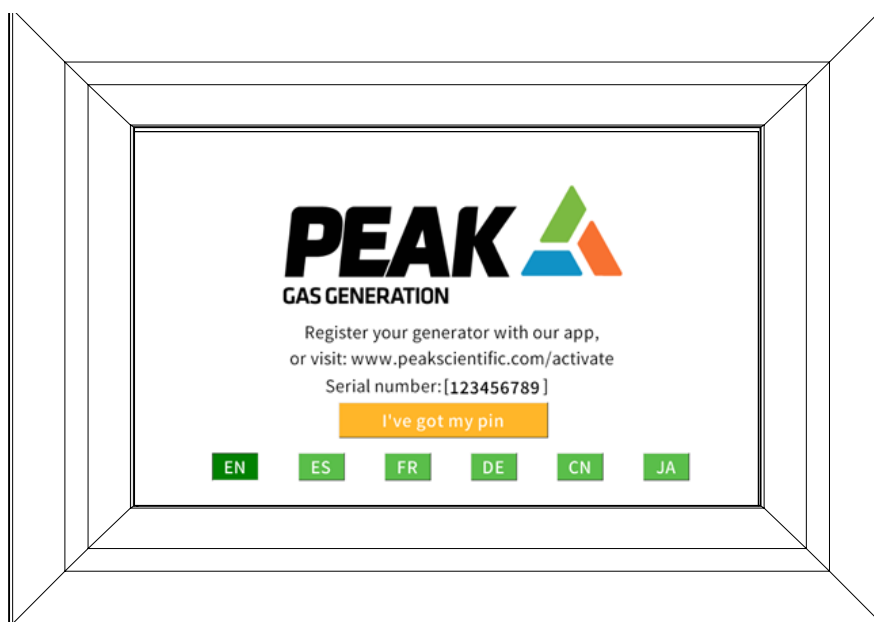 PEAK
GAS GENERATION
Register your generator with our app,
or visit: www.peakscientific.com/activate
Serial number:[123456789]
I've got my pin
EN ES FR DE CN JA